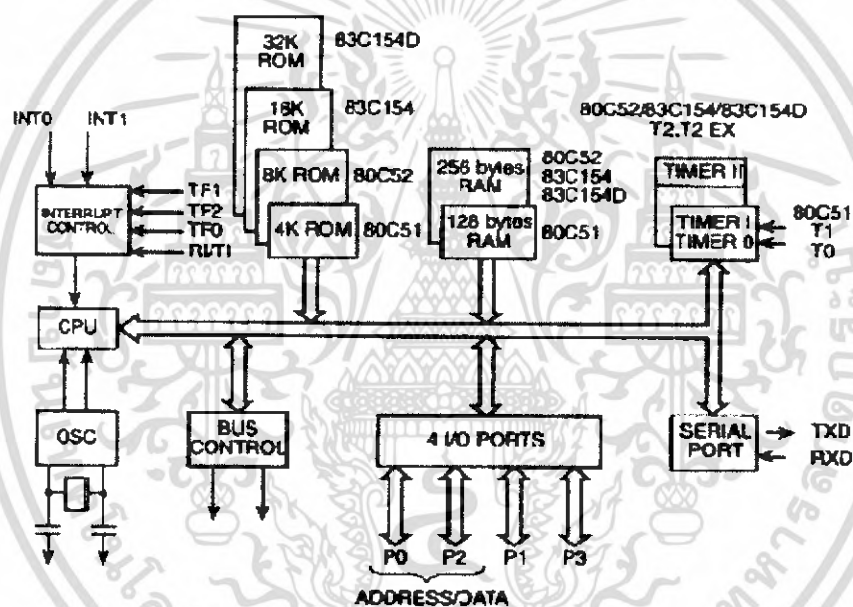 32K
ROM
83C154D
16K
ROM
83C154
8K ROM
80C52
4K ROM
80C51
256 bytes
RAM
80C52
83C154
83C154D
128 bytes
RAM
80C51
80C52/83C154/83C154D
T2.T2 EX
TIMER II
TIMER I
TIMER 0
80C51
T1
T0
INT0
INT1
INTERRUPT
CONTROL
TF1
TF2
TF0
RI/TI
CPU
OSC
BUS
CONTROL
4 I/O PORTS
SERIAL
PORT
TXD
RXD
P0
P2
P1
P3
ADDRESS/DATA